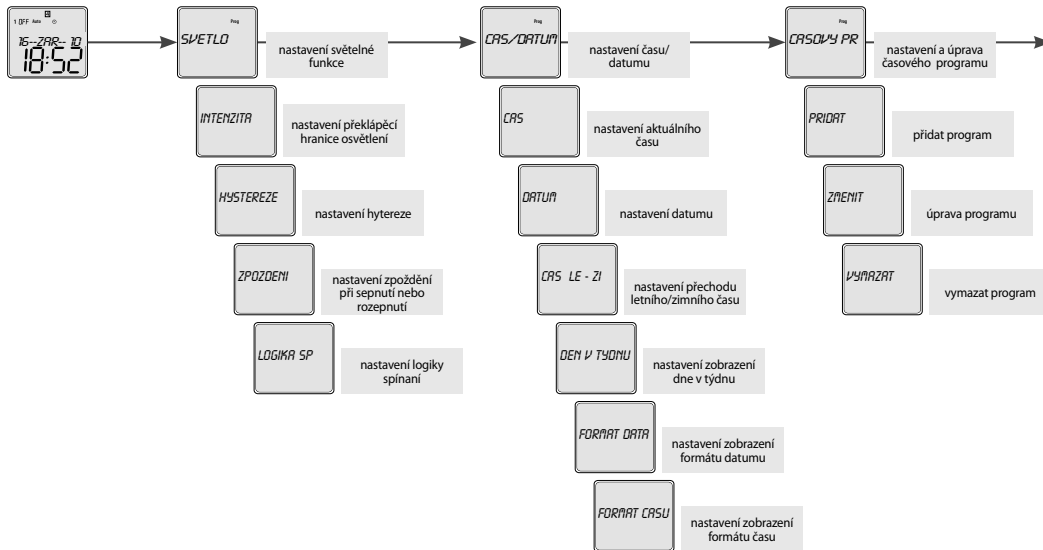 4
1 OFF Auto
16--ZAR-- 10
18:52
Prog
SVETLO
nastavení světelné
funkce
INTENZITA
nastavení překlápěcí
hranice osvětlení
HYSTEREZE
nastavení hytereze
ZPOZDENI
nastavení zpoždění
při sepnutí nebo
rozepnutí
LOGIKA SP
nastavení logiky
spínaní
Prog
CAS/DATUM
nastavení času/
datumu
CAS
nastavení aktuálního
času
DATUM
nastavení datumu
CAS LE - ZI
nastavení přechodu
letního/zimního času
DEN V TYDNU
nastavení zobrazení
dne v týdnu
FORMAT DATA
nastavení zobrazení
formátu datumu
FORMAT CASU
nastavení zobrazení
formátu času
Prog
CASOVY PR
nastavení a úprava
časového programu
PRIDAT
přidat program
ZMENIT
úprava programu
VYMAZAT
vymazat program